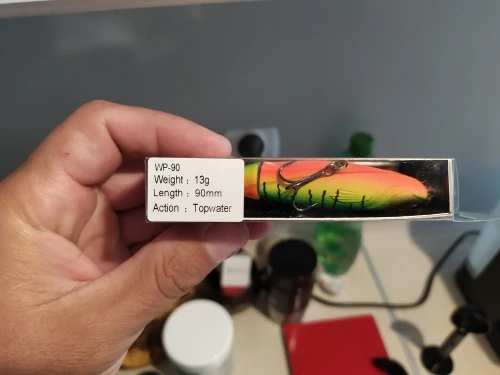 WP-90
Weight : 13g
Length : 90mm
Action : Topwater